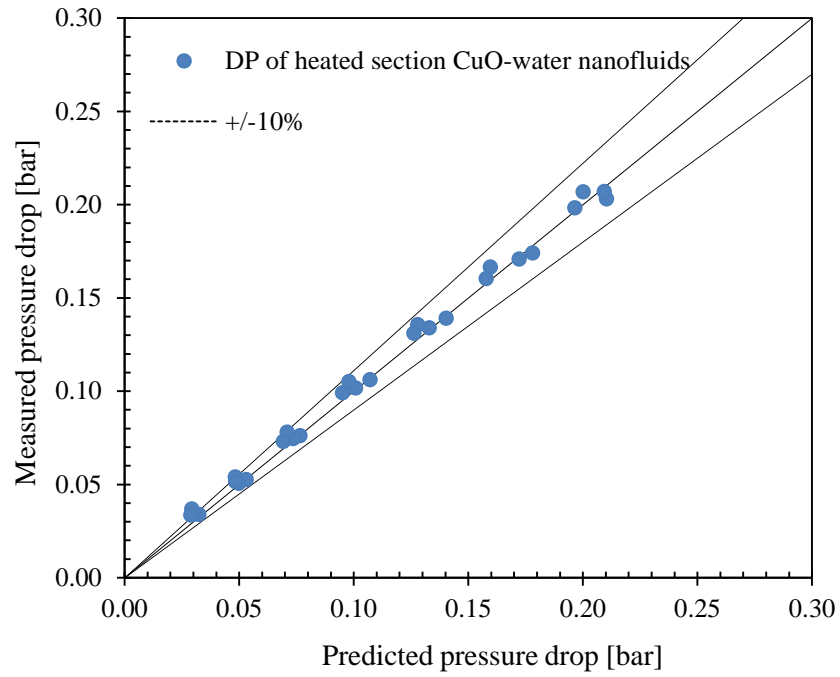 0.30
0.25
0.20
0.15
0.10
0.05
0.00
Measured pressure drop [bar]
DP of heated section CuO-water nanofluids
+/-10%
0.00 0.05 0.10 0.15 0.20 0.25 0.30
Predicted pressure drop [bar]